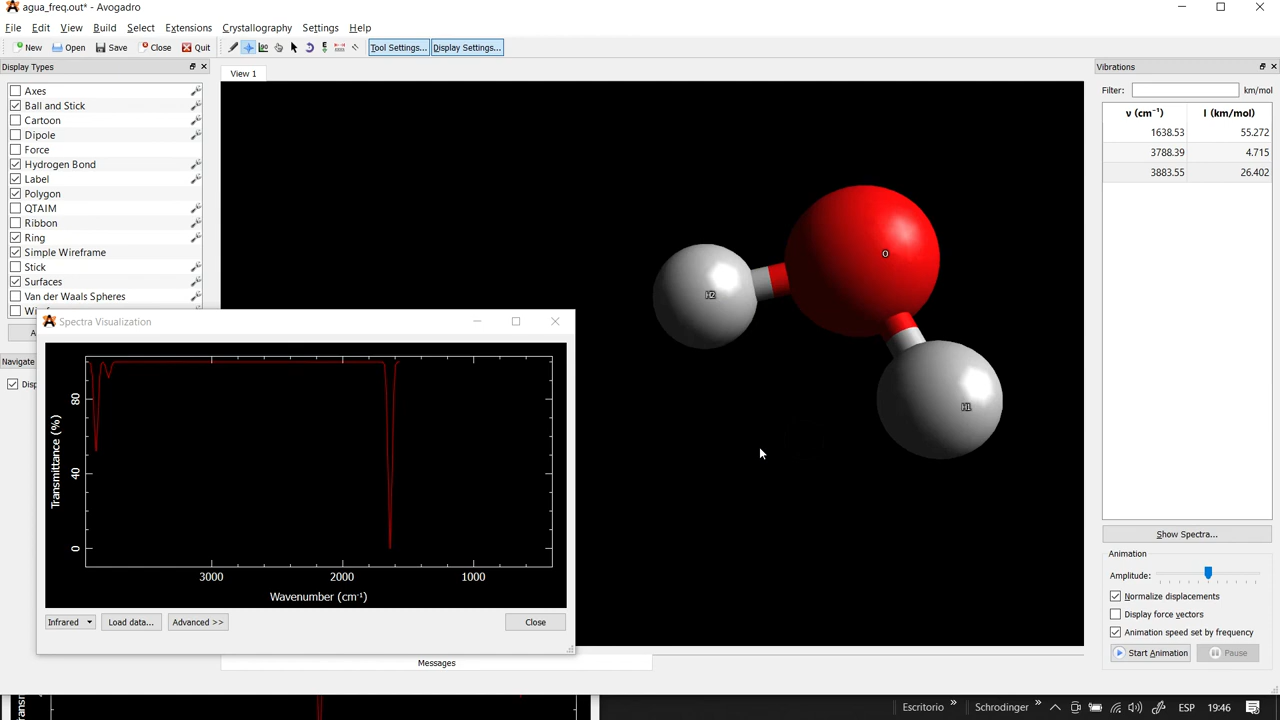 agua_freq.out* - Avogadro
File Edit View Build Select Extensions Crystallography Settings Help
New Open Save Close Quit Tool Settings... Display Settings...
Display Types
Axes
Ball and Stick
Cartoon
Dipole
Force
Hydrogen Bond
Label
Polygon
QTAIM
Ribbon
Ring
Simple Wireframe
Stick
Surfaces
Van der Waals Spheres
View 1
O
H2
H1
Navigate
Disp
Spectra Visualization
Transmittance (%)
80
40
0
3000 2000 1000
Wavenumber (cm⁻¹)
Infrared Load data... Advanced >> Close
Messages
Vibrations
Filter: km/mol
ν (cm⁻¹) I (km/mol)
1638.53 55.272
3788.39 4.715
3883.55 26.402
Show Spectra...
Animation
Amplitude:
Normalize displacements
Display force vectors
Animation speed set by frequency
Start Animation Pause
Escritorio » Schrodinger » ESP 19:46